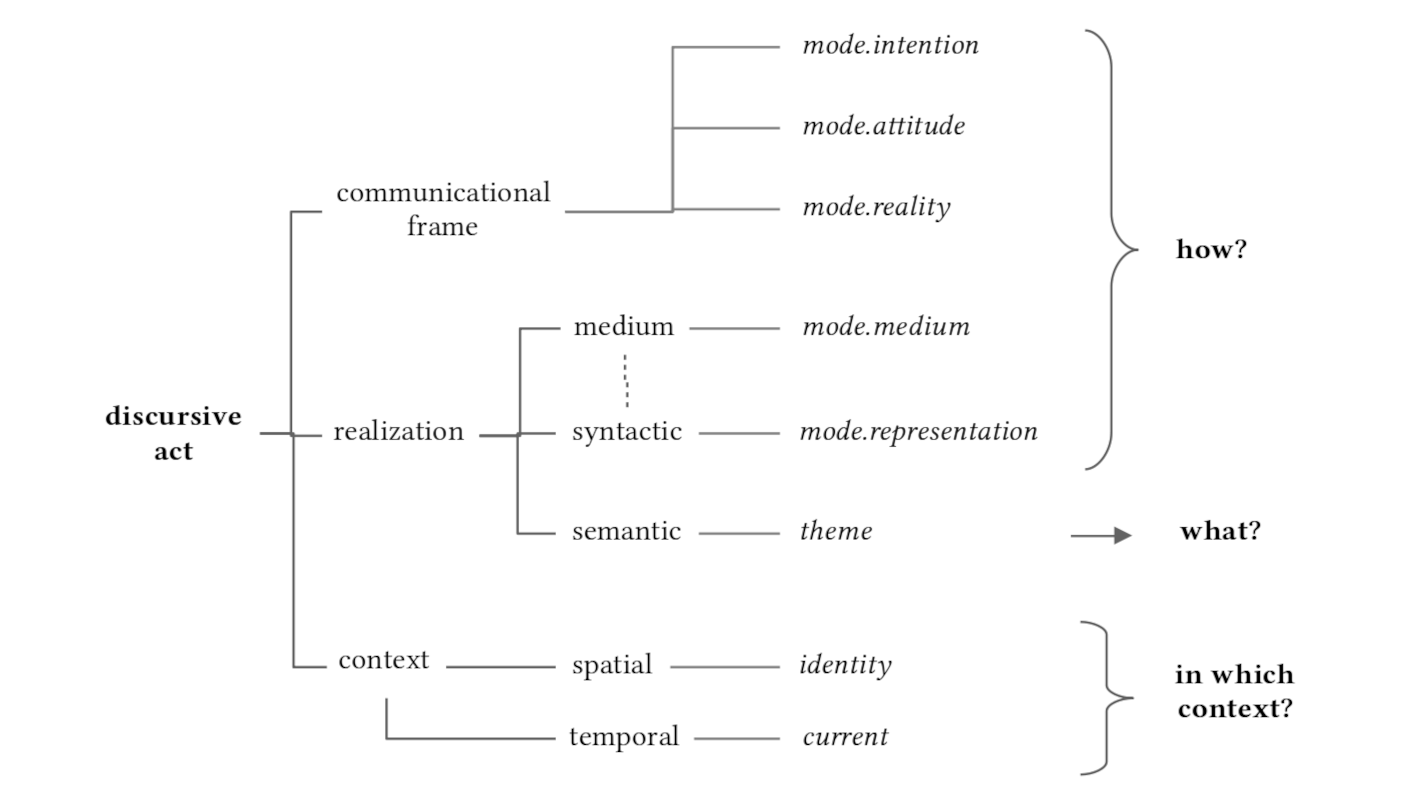 mode.intention
mode.attitude
communicational
frame
mode.reality
how?
medium
mode.medium
discursive
act
realization
syntactic
mode.representation
semantic
theme
what?
context
spatial
identity
in which
context?
temporal
current